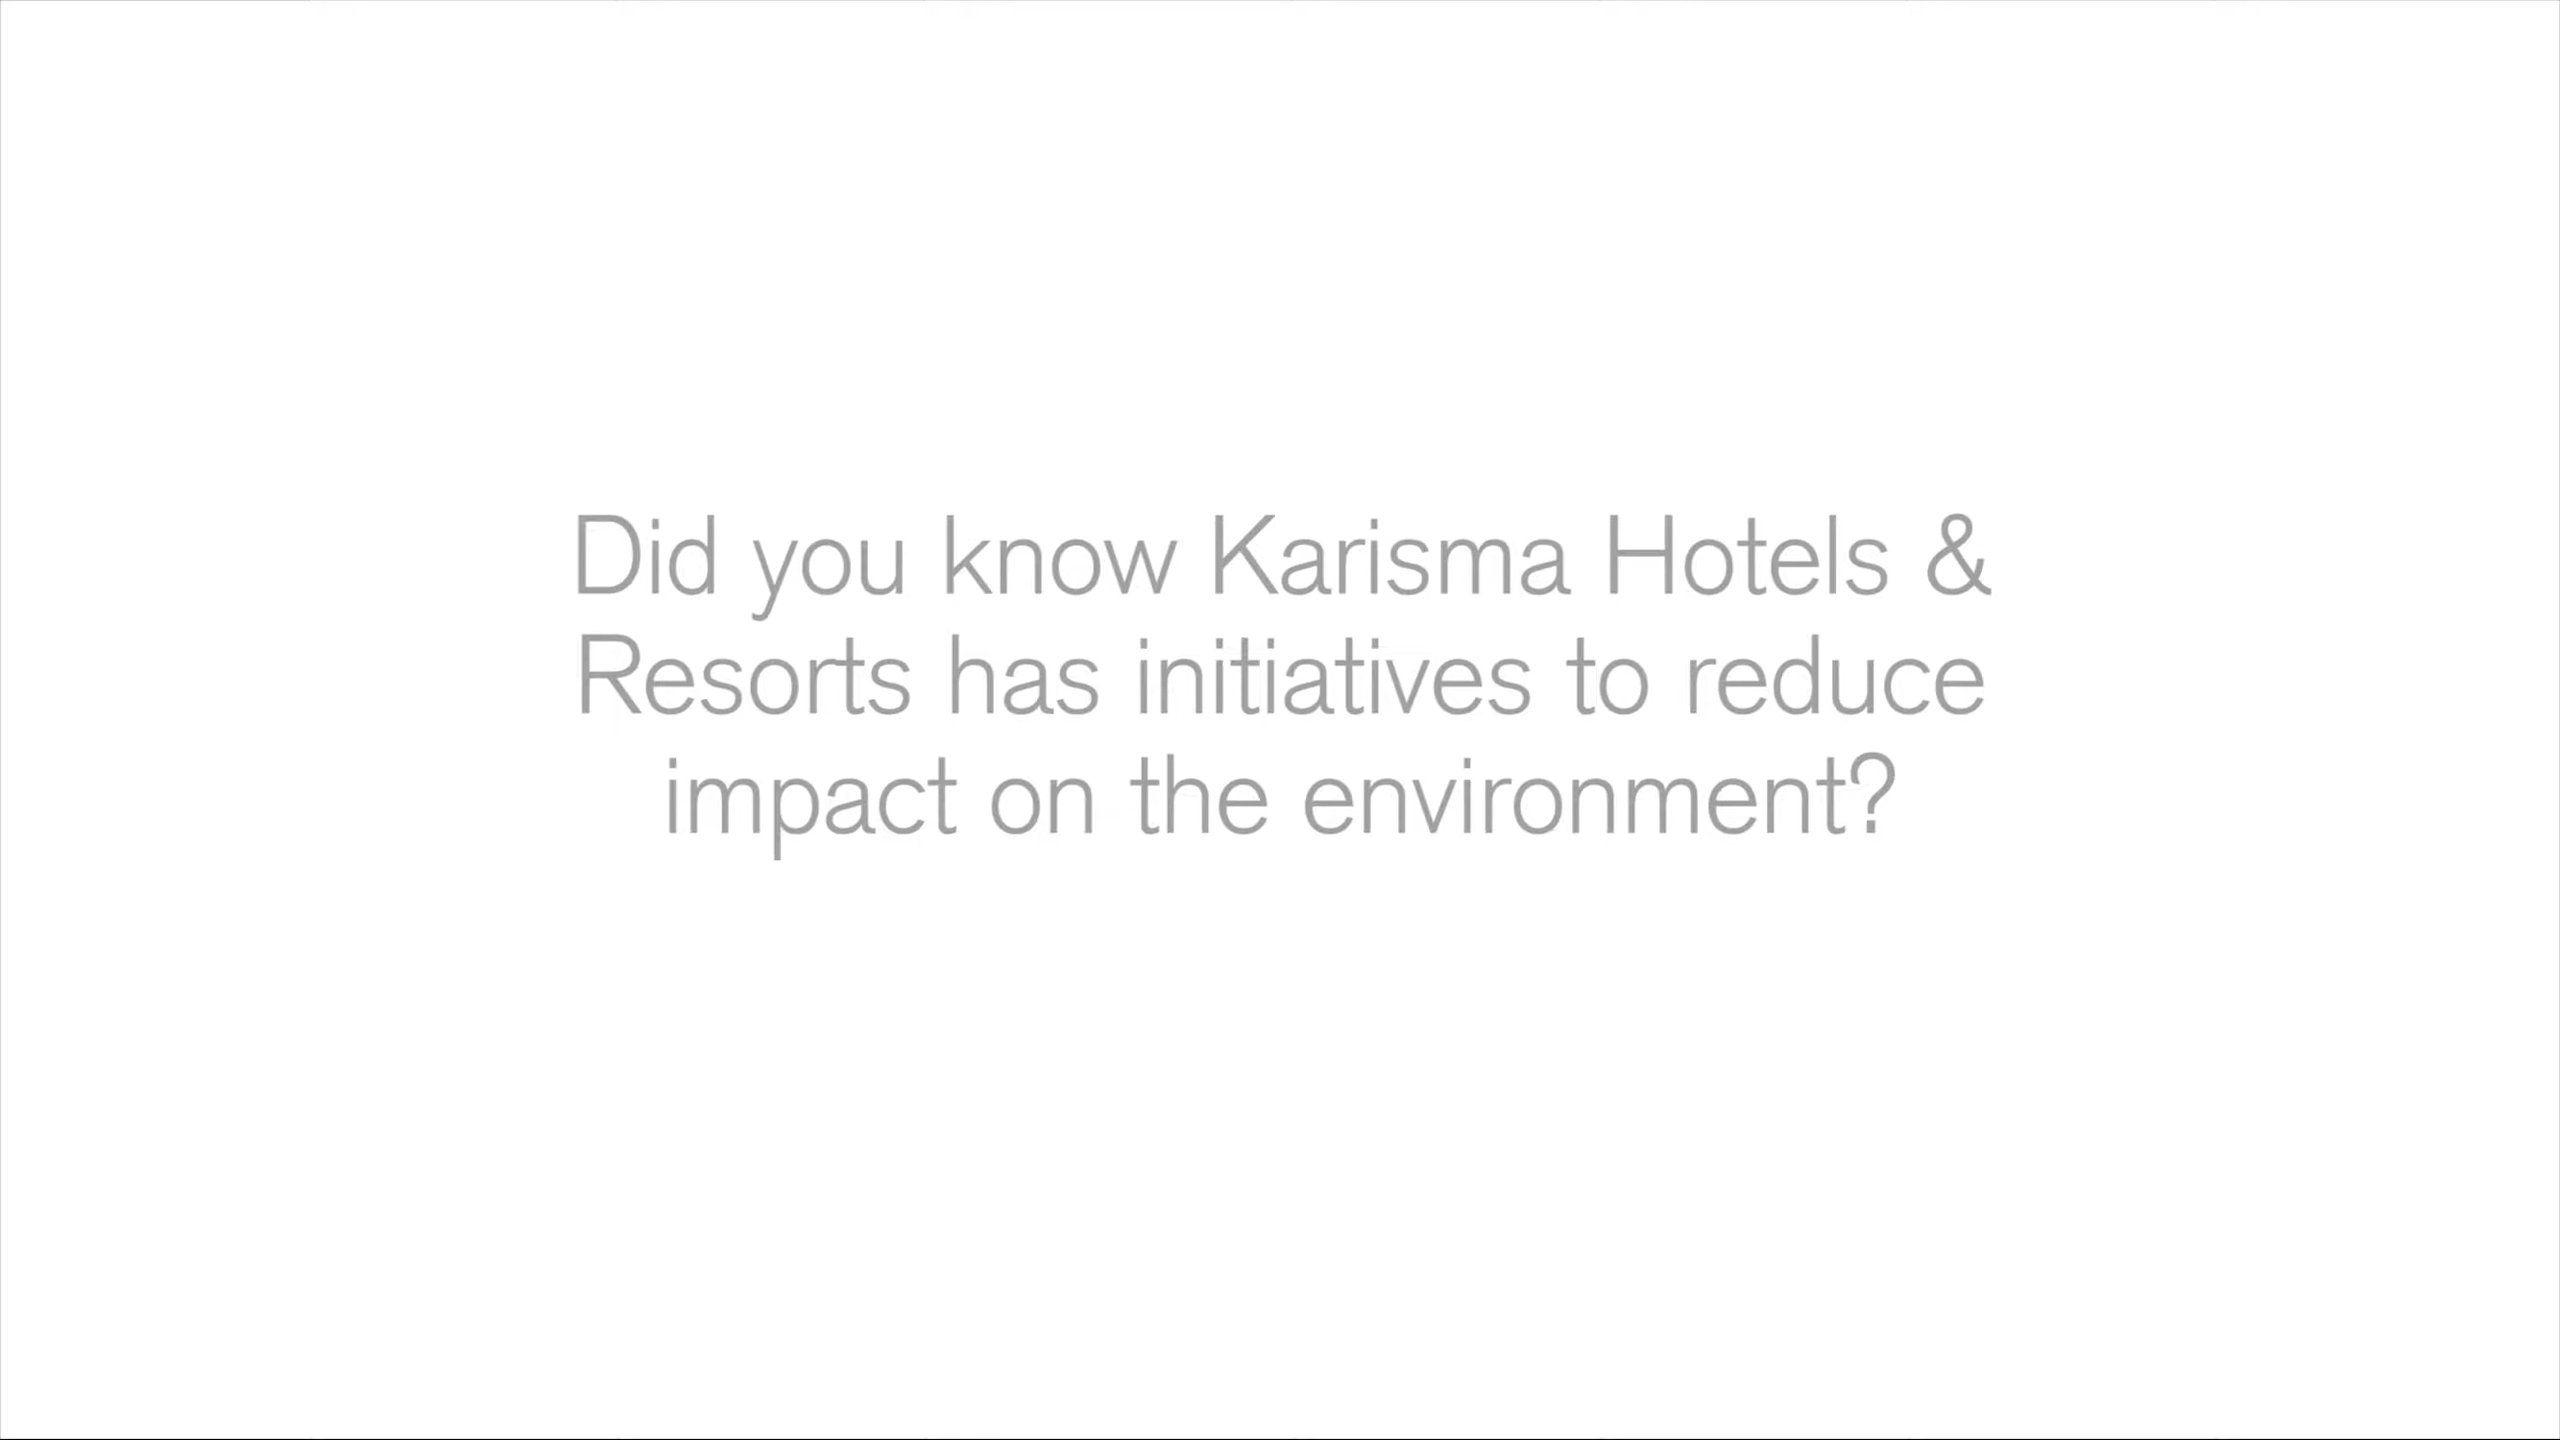 Did you know Karisma Hotels &
Resorts has initiatives to reduce
impact on the environment?